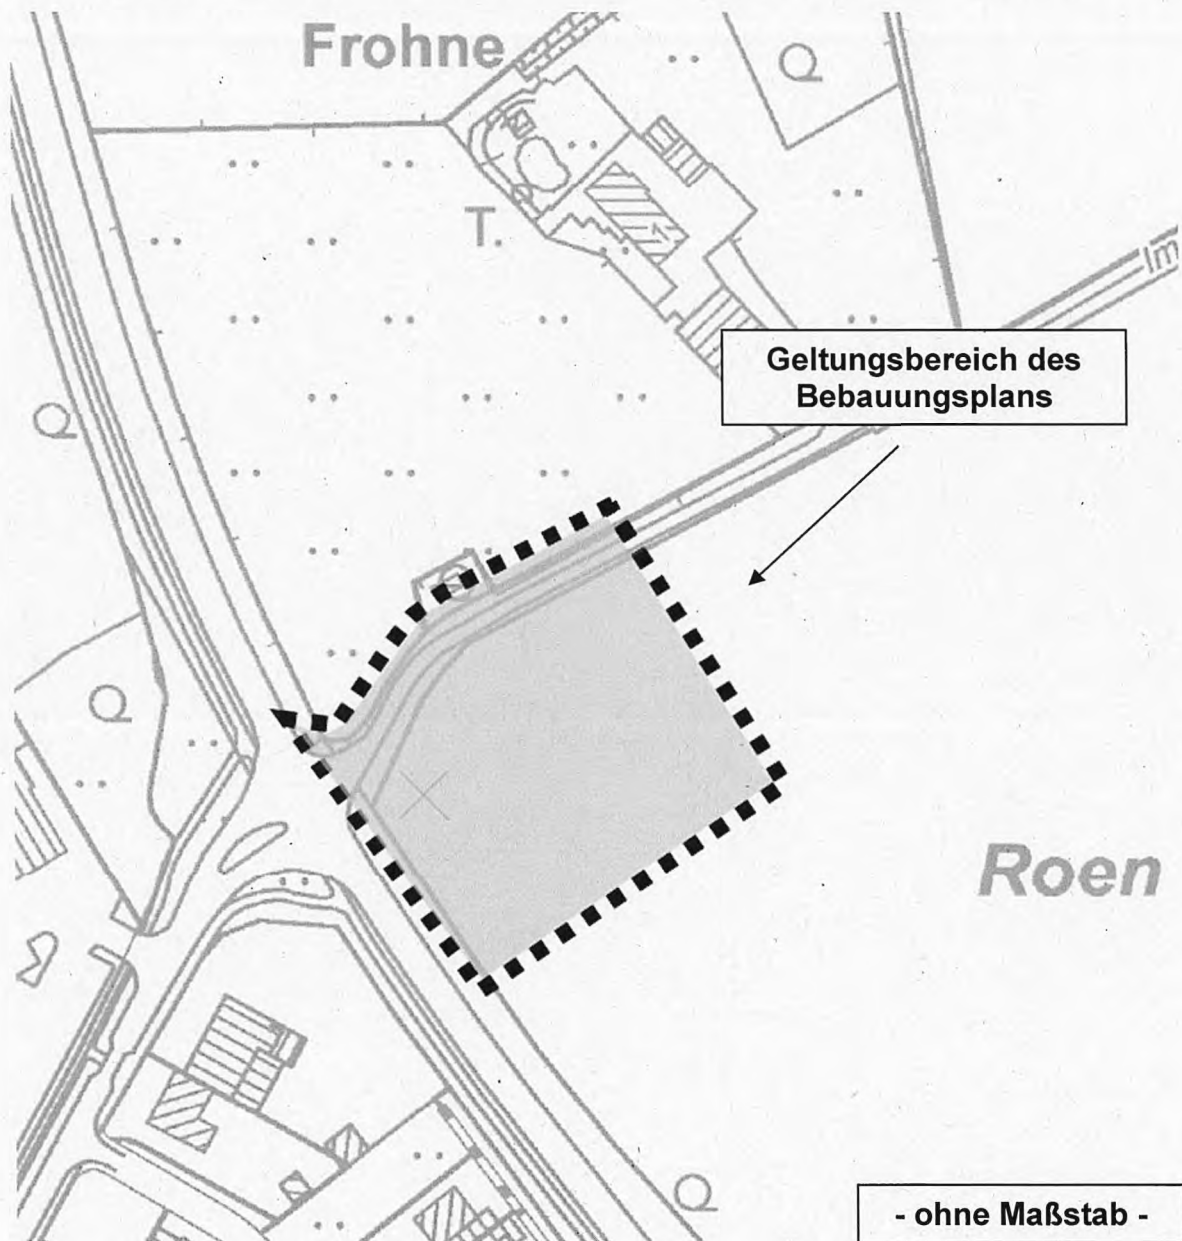 Frohne
T.
Im
Geltungsbereich des
Bebauungsplans
Roen
- ohne Maßstab -